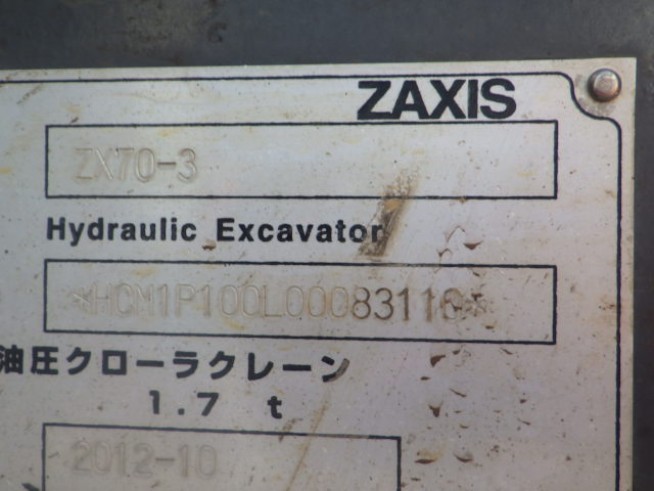 ZAXIS
ZX70-3
Hydraulic Excavator
*HCM1P100L00083116*
油圧クローラクレーン
1.7 t
2012-10